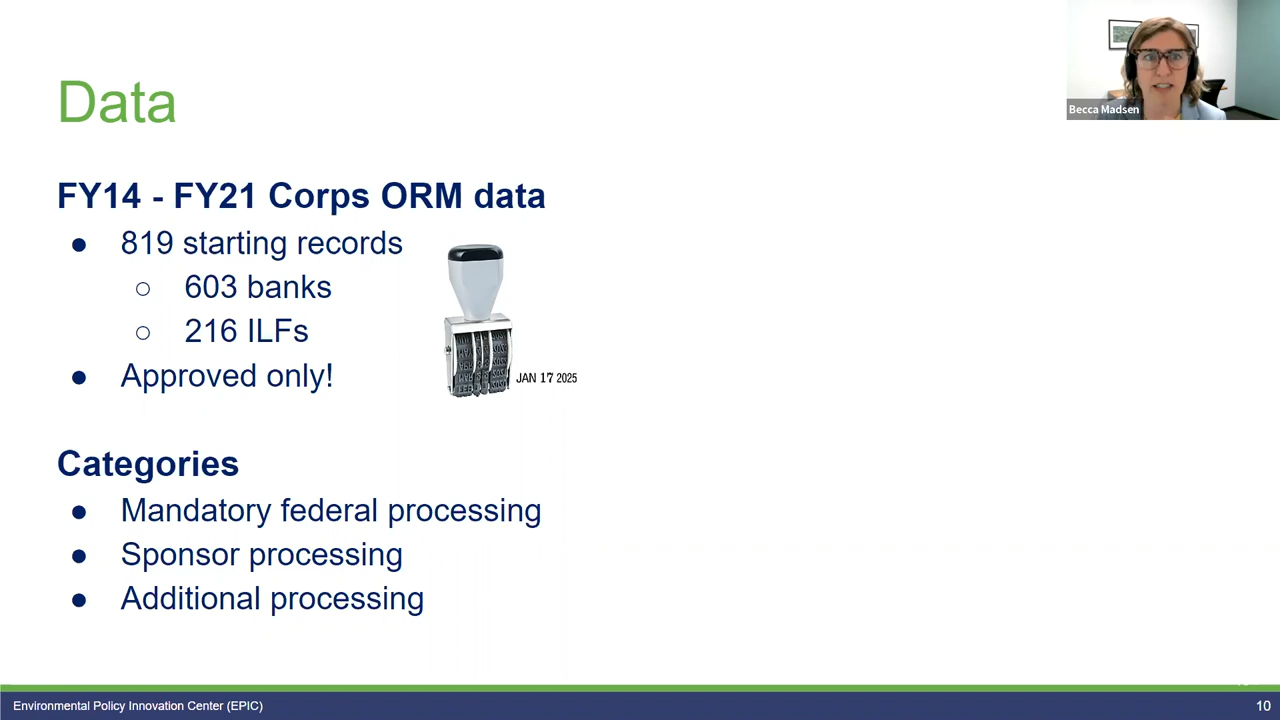 Data
Becca Madsen
FY14 - FY21 Corps ORM data
● 819 starting records
○ 603 banks
○ 216 ILFs
● Approved only!
JAN 17 2025
Categories
● Mandatory federal processing
● Sponsor processing
● Additional processing
Environmental Policy Innovation Center (EPIC)
10